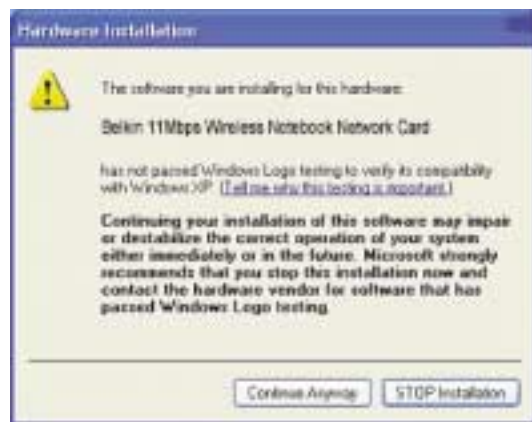 Hardware Installation
The software you are installing for this hardware:
Belkin 11Mbps Wireless Notebook Network Card
has not passed Windows Logo testing to verify its compatibility
with Windows XP. (Tell me why this testing is important.)
Continuing your installation of this software may impair
or destabilize the correct operation of your system
either immediately or in the future. Microsoft strongly
recommends that you stop this installation now and
contact the hardware vendor for software that has
passed Windows Logo testing.
Continue Anyway
STOP Installation